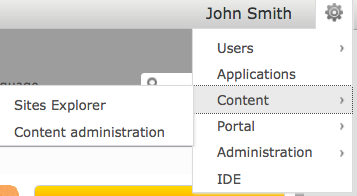 John Smith
Users
Applications
Content
Portal
Administration
IDE
Sites Explorer
Content administration